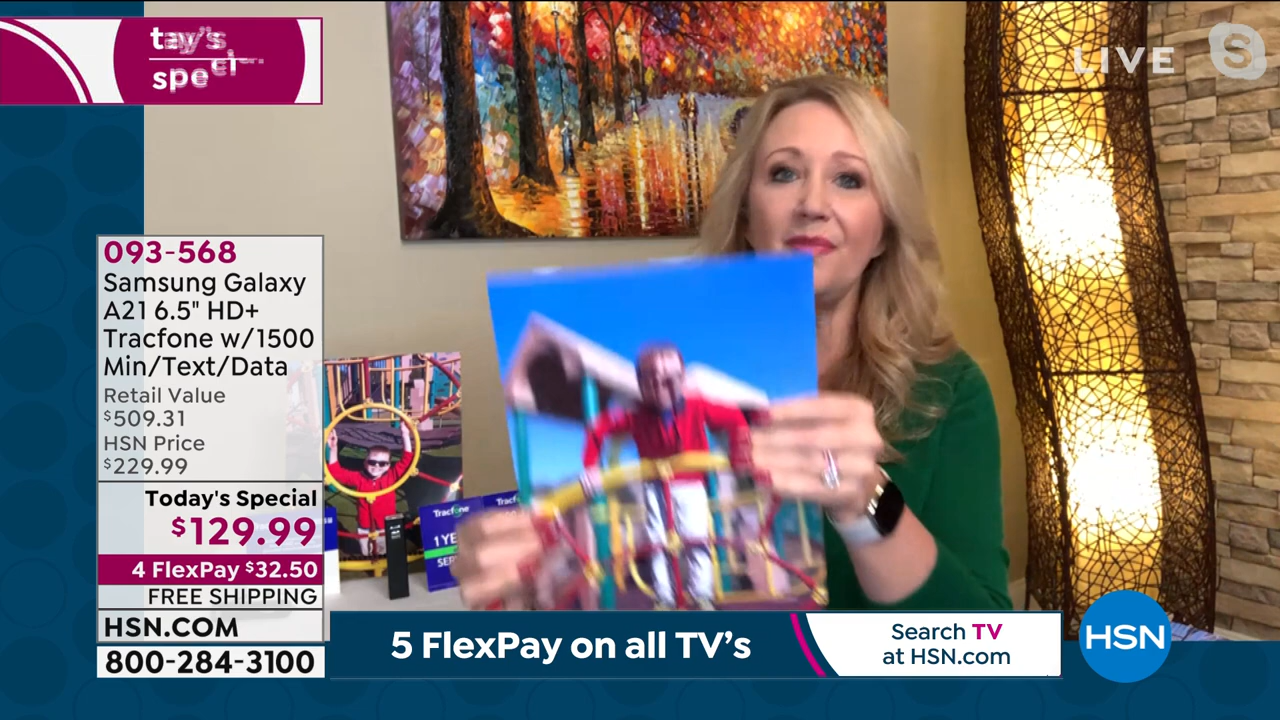 tay's
spe
LIVE
S
093-568
Samsung Galaxy
A21 6.5" HD+
Tracfone w/1500
Min/Text/Data
Retail Value
$509.31
HSN Price
$229.99
Today's Special
$129.99
4 FlexPay $32.50
FREE SHIPPING
HSN.COM
800-284-3100
Tracfone
1 YE
SER
5 FlexPay on all TV's
Search TV
at HSN.com
HSN